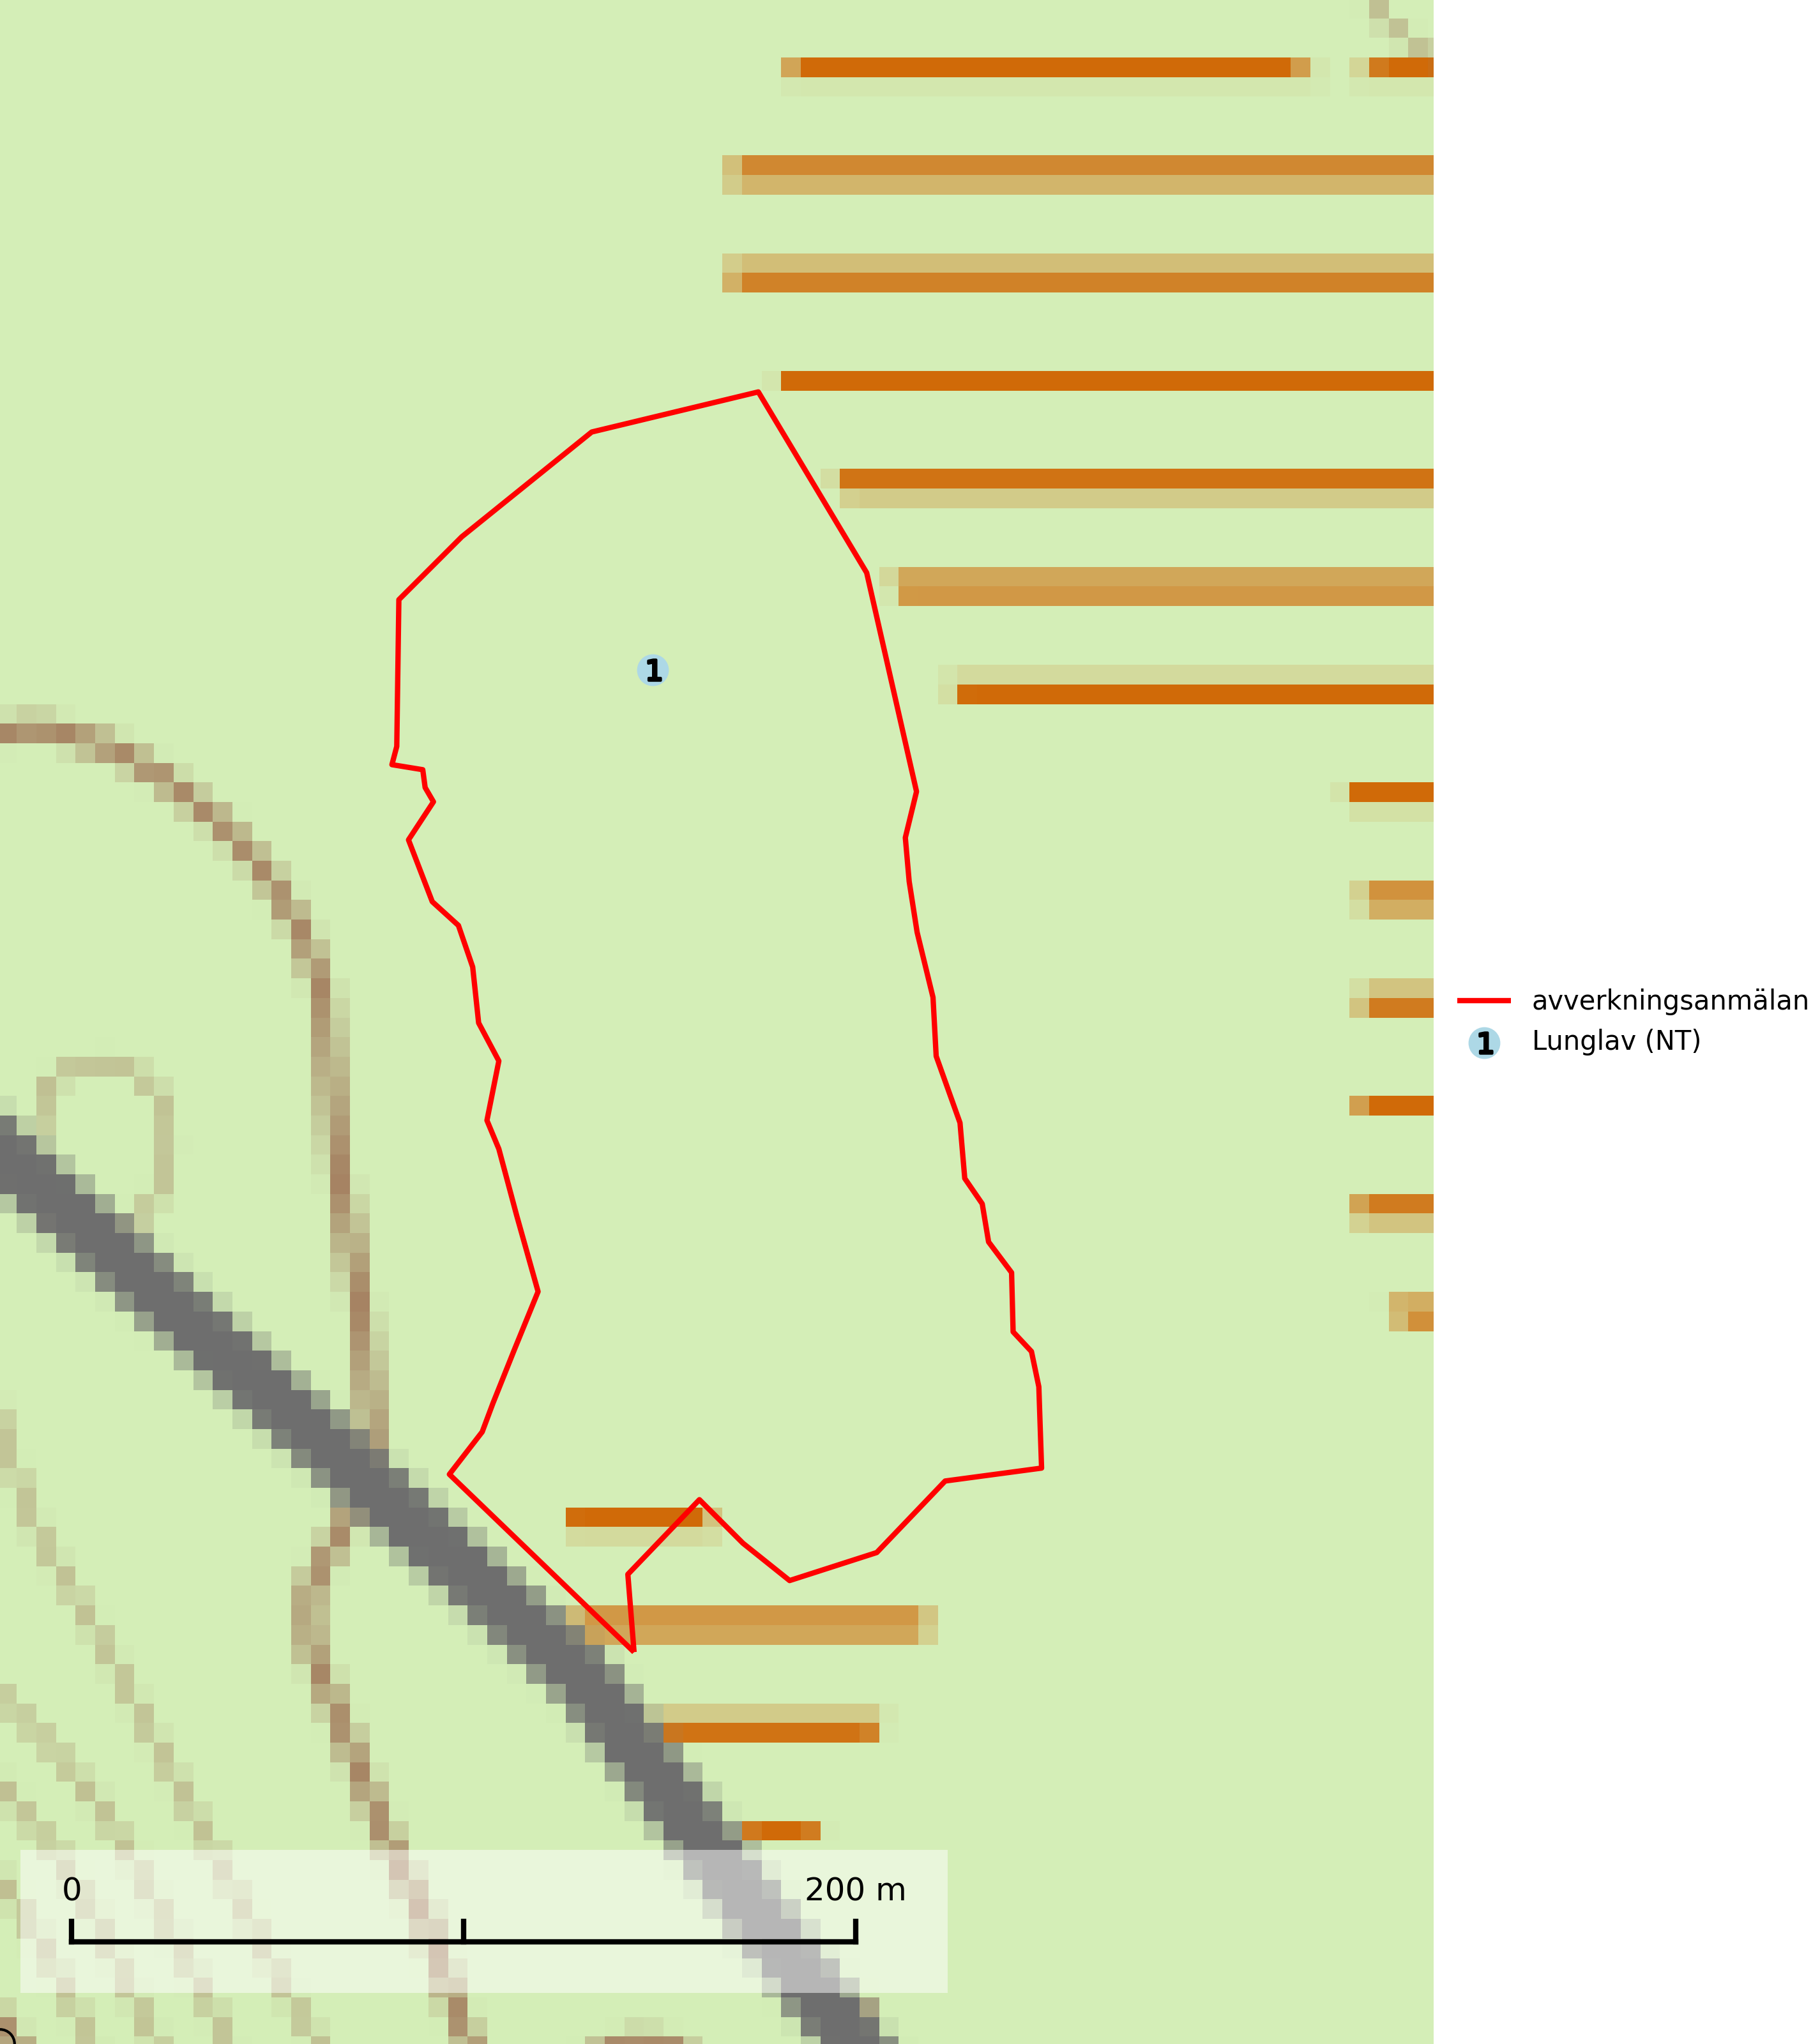 1
avverkningsanmälan
1 Lunglav (NT)
0 200 m